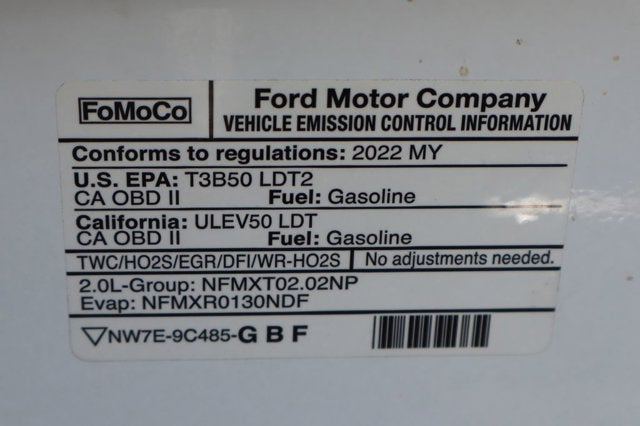 FoMoCo
Ford Motor Company
VEHICLE EMISSION CONTROL INFORMATION
Conforms to regulations: 2022 MY
U.S. EPA: T3B50 LDT2
CA OBD II Fuel: Gasoline
California: ULEV50 LDT
CA OBD II Fuel: Gasoline
TWC/HO2S/EGR/DFI/WR-HO2S No adjustments needed.
2.0L-Group: NFMXT02.02NP
Evap: NFMXR0130NDF
NW7E-9C485-G B F